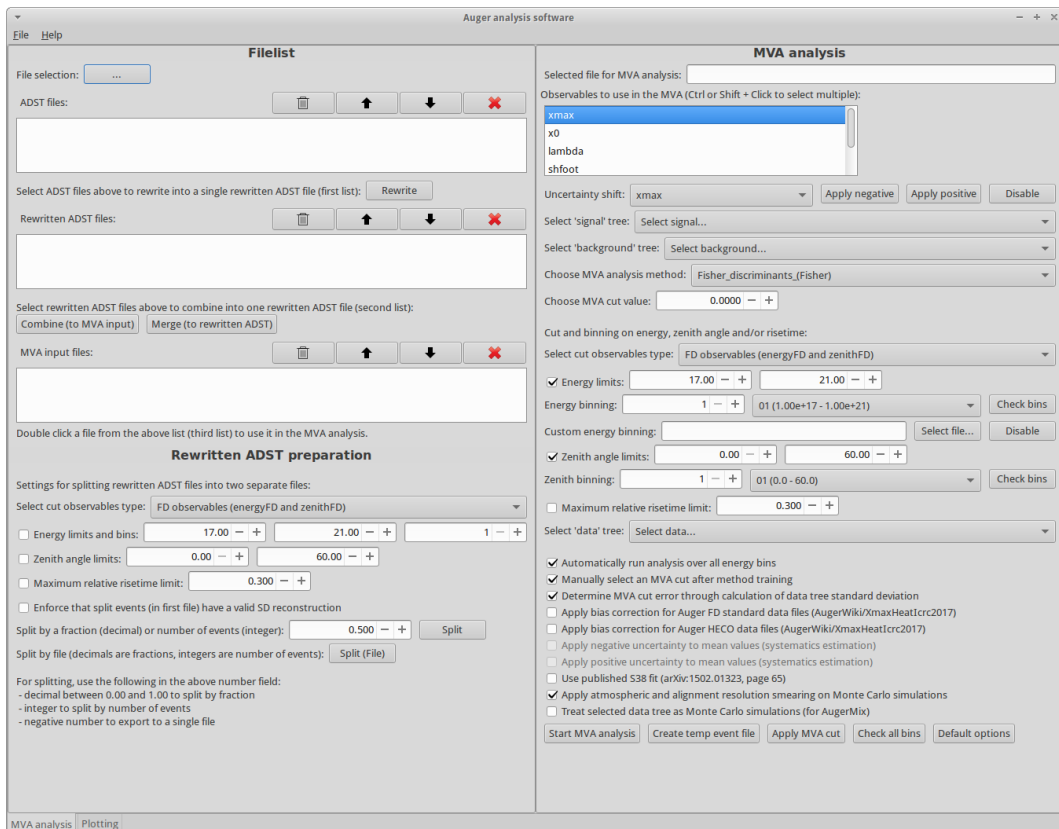 Auger analysis software
File Help
Filelist
File selection: ...
ADST files:
Select ADST files above to rewrite into a single rewritten ADST file (first list): Rewrite
Rewritten ADST files:
Select rewritten ADST files above to combine into one rewritten ADST file (second list):
Combine (to MVA input) Merge (to rewritten ADST)
MVA input files:
Double click a file from the above list (third list) to use it in the MVA analysis.
Rewritten ADST preparation
Settings for splitting rewritten ADST files into two separate files:
Select cut observables type: FD observables (energyFD and zenithFD)
Energy limits and bins: 17.00 − + 21.00 − + 1 − +
Zenith angle limits: 0.00 − + 60.00 − +
Maximum relative risetime limit: 0.300 − +
Enforce that split events (in first file) have a valid SD reconstruction
Split by a fraction (decimal) or number of events (integer): 0.500 − + Split
Split by file (decimals are fractions, integers are number of events): Split (File)
For splitting, use the following in the above number field:
- decimal between 0.00 and 1.00 to split by fraction
- integer to split by number of events
- negative number to export to a single file
MVA analysis
Selected file for MVA analysis:
Observables to use in the MVA (Ctrl or Shift + Click to select multiple):
xmax
x0
lambda
shfoot
Uncertainty shift: xmax Apply negative Apply positive Disable
Select 'signal' tree: Select signal...
Select 'background' tree: Select background...
Choose MVA analysis method: Fisher_discriminants_(Fisher)
Choose MVA cut value: 0.0000 − +
Cut and binning on energy, zenith angle and/or risetime:
Select cut observables type: FD observables (energyFD and zenithFD)
Energy limits: 17.00 − + 21.00 − +
Energy binning: 1 − + 01 (1.00e+17 - 1.00e+21) Check bins
Custom energy binning: Select file... Disable
Zenith angle limits: 0.00 − + 60.00 − +
Zenith binning: 1 − + 01 (0.0 - 60.0) Check bins
Maximum relative risetime limit: 0.300 − +
Select 'data' tree: Select data...
Automatically run analysis over all energy bins
Manually select an MVA cut after method training
Determine MVA cut error through calculation of data tree standard deviation
Apply bias correction for Auger FD standard data files (AugerWiki/XmaxHeatIcrc2017)
Apply bias correction for Auger HECO data files (AugerWiki/XmaxHeatIcrc2017)
Apply negative uncertainty to mean values (systematics estimation)
Apply positive uncertainty to mean values (systematics estimation)
Use published S38 fit (arXiv:1502.01323, page 65)
Apply atmospheric and alignment resolution smearing on Monte Carlo simulations
Treat selected data tree as Monte Carlo simulations (for AugerMix)
Start MVA analysis Create temp event file Apply MVA cut Check all bins Default options
MVA analysis Plotting